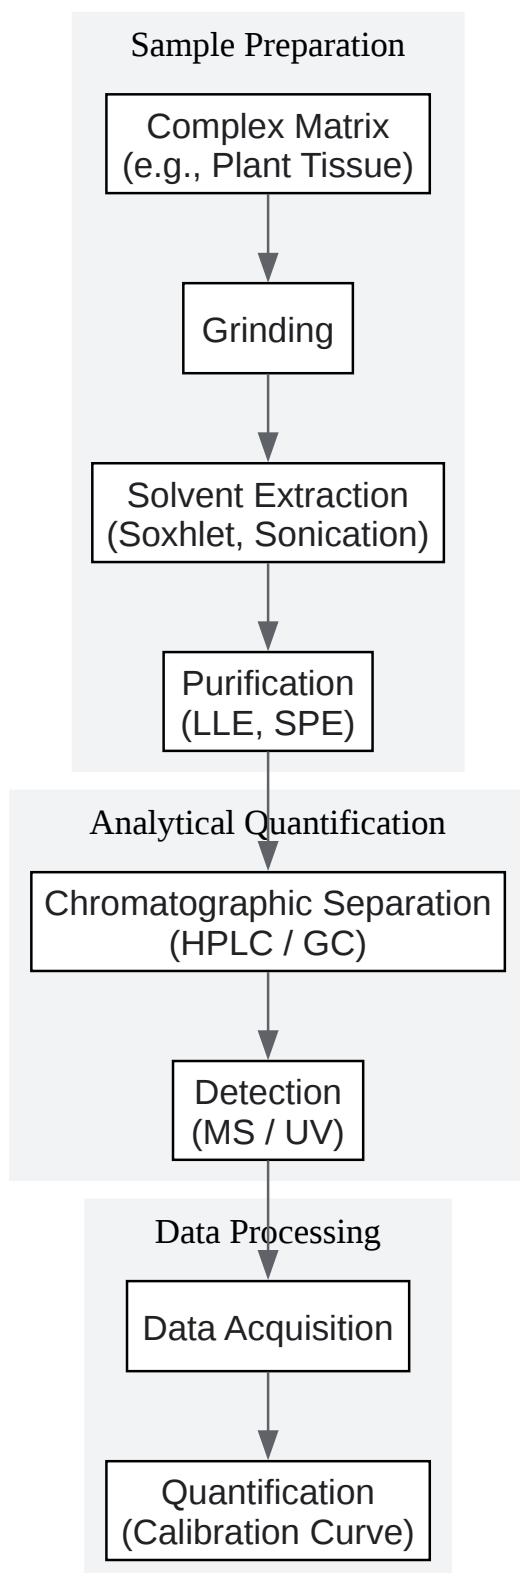 Sample Preparation
Complex Matrix
(e.g., Plant Tissue)
Grinding
Solvent Extraction
(Soxhlet, Sonication)
Purification
(LLE, SPE)
Analytical Quantification
Chromatographic Separation
(HPLC / GC)
Detection
(MS / UV)
Data Processing
Data Acquisition
Quantification
(Calibration Curve)